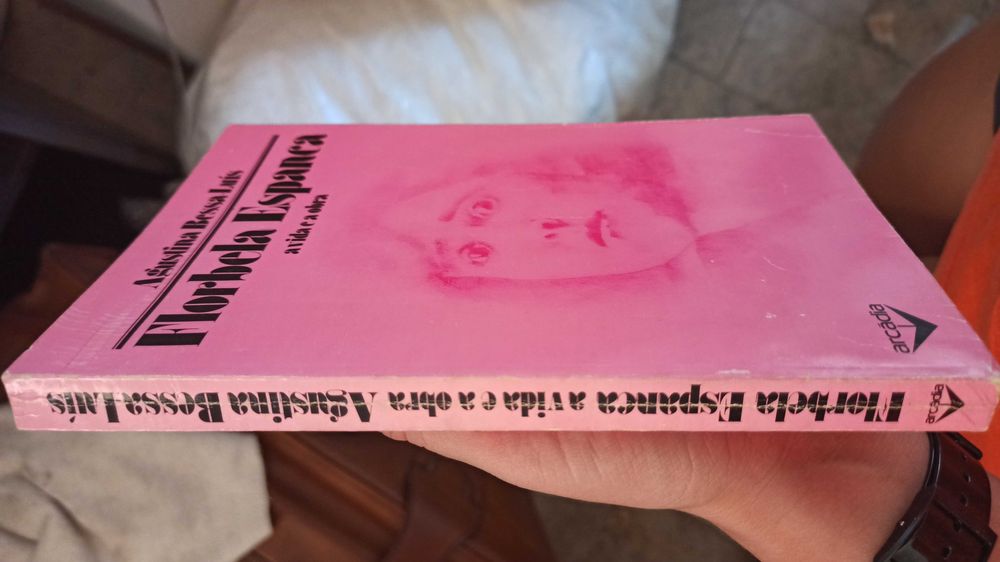 Agustina Bessa Luís
Florbela Espanca
a vida e a obra
arcádia
Florbela Espanca a vida e a obra Agustina Bessa-Luís
arcádia